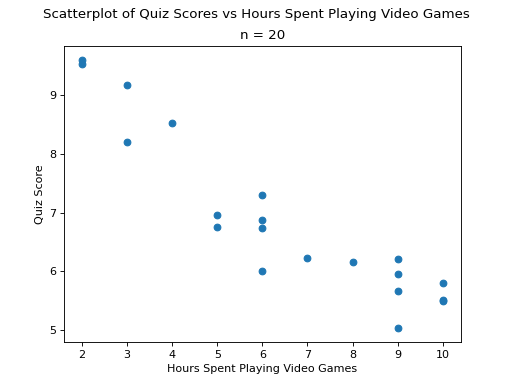 Scatterplot of Quiz Scores vs Hours Spent Playing Video Games
n = 20
9
8
7
6
5
Quiz Score
2 3 4 5 6 7 8 9 10
Hours Spent Playing Video Games